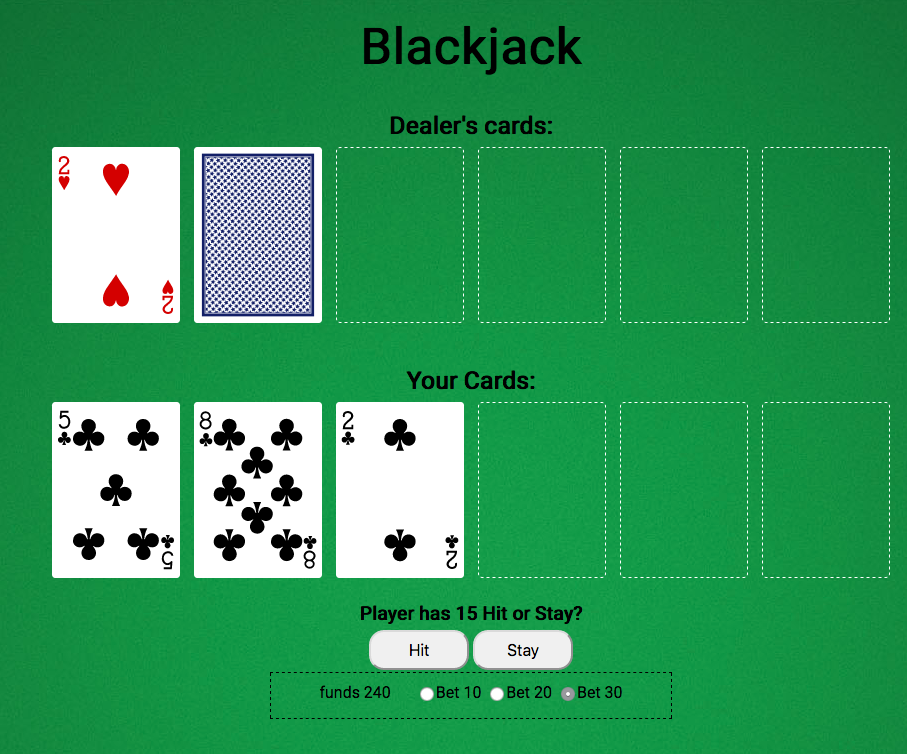 Blackjack
Dealer's cards:
2
2
Your Cards:
5 8 2
5 8 2
Player has 15 Hit or Stay?
Hit Stay
funds 240 Bet 10 Bet 20 Bet 30